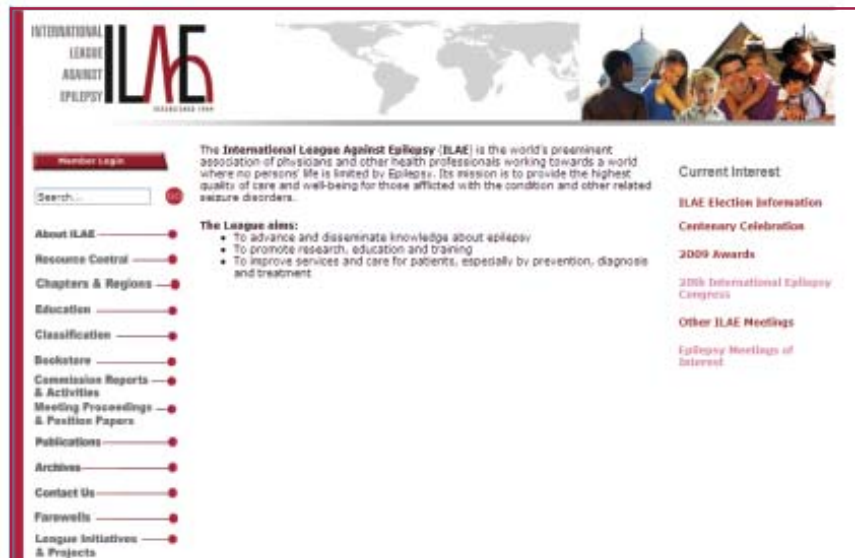 INTERNATIONAL
LEAGUE
AGAINST
EPILEPSY
ILAE
ESTABLISHED 1909
Member Login
Search...
GO
About ILAE
Resource Central
Chapters & Regions
Education
Classification
Bookstore
Commission Reports
& Activities
Meeting Proceedings
& Position Papers
Publications
Archives
Contact Us
Farewells
League Initiatives
& Projects
The International League Against Epilepsy (ILAE) is the world's preeminent
association of physicians and other health professionals working towards a world
where no persons' life is limited by Epilepsy. Its mission is to provide the highest
quality of care and well-being for those afflicted with the condition and other related
seizure disorders.
The League aims:
• To advance and disseminate knowledge about epilepsy
• To promote research, education and training
• To improve services and care for patients, especially by prevention, diagnosis
and treatment
Current Interest
ILAE Election Information
Centenary Celebration
2009 Awards
28th International Epilepsy
Congress
Other ILAE Meetings
Epilepsy Meetings of
Interest